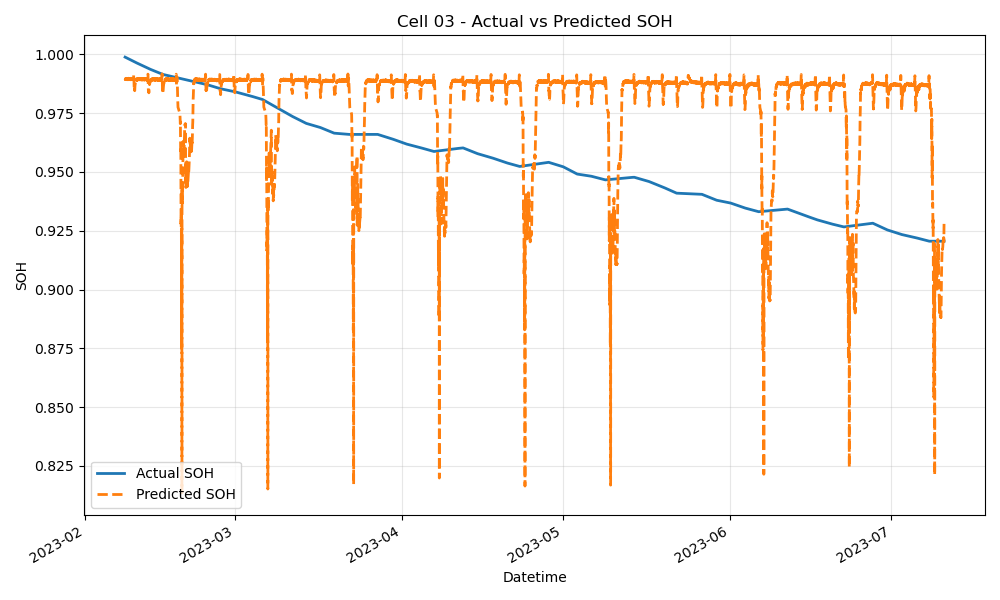 Cell 03 - Actual vs Predicted SOH
SOH
1.000
0.975
0.950
0.925
0.900
0.875
0.850
0.825
Actual SOH
Predicted SOH
2023-02
2023-03
2023-04
2023-05
2023-06
2023-07
Datetime